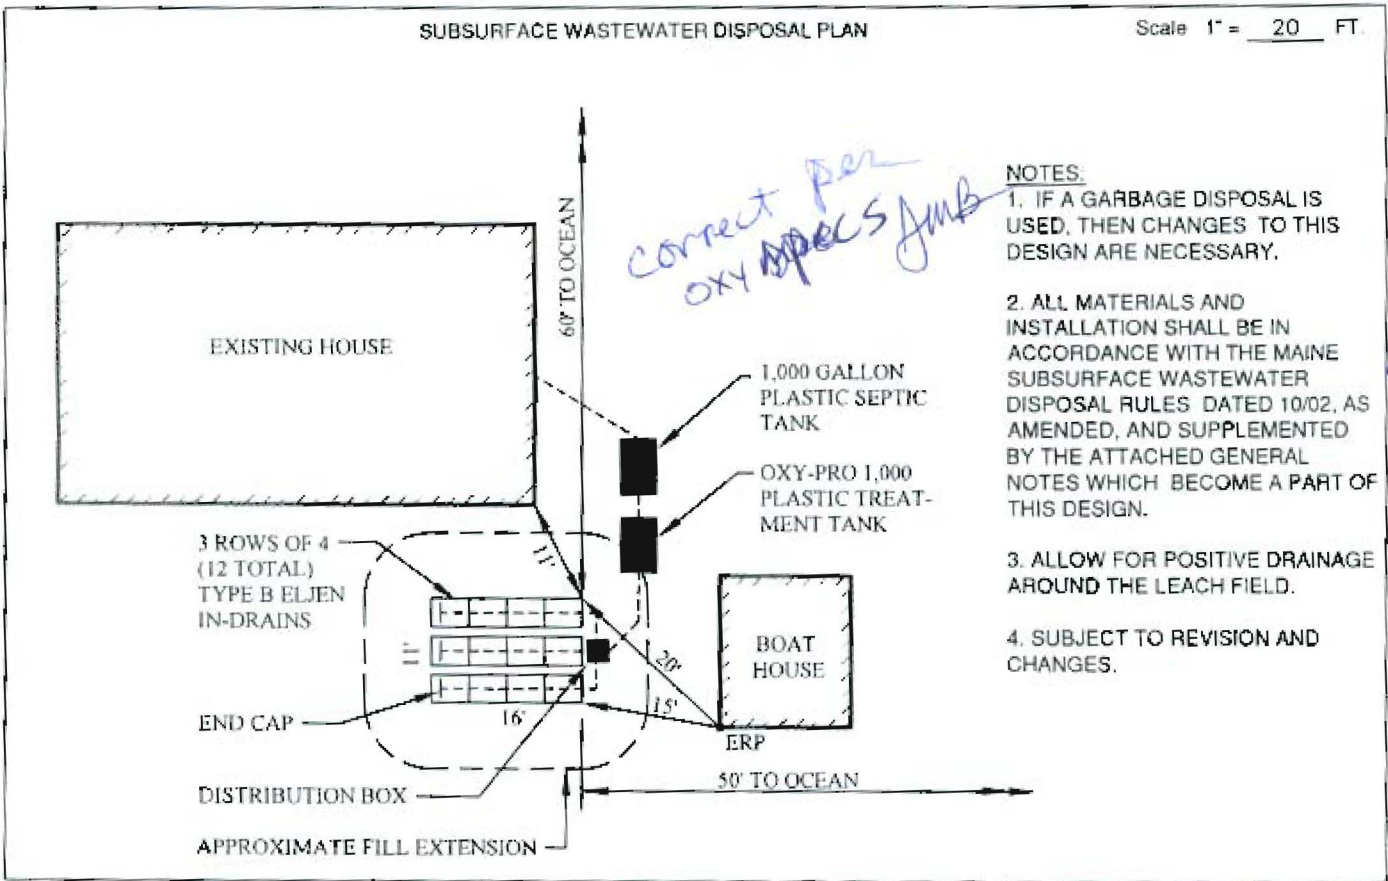 SUBSURFACE WASTEWATER DISPOSAL PLAN
Scale 1" = 20 FT.
correct per
oxy specs JMB
60' TO OCEAN
EXISTING HOUSE
1,000 GALLON
PLASTIC SEPTIC
TANK
OXY-PRO 1,000
PLASTIC TREAT-
MENT TANK
3 ROWS OF 4
(12 TOTAL)
TYPE B ELJEN
IN-DRAINS
11'
11'
20'
15'
16'
BOAT
HOUSE
END CAP
ERP
50' TO OCEAN
DISTRIBUTION BOX
APPROXIMATE FILL EXTENSION
NOTES:
1. IF A GARBAGE DISPOSAL IS
USED, THEN CHANGES TO THIS
DESIGN ARE NECESSARY.
2. ALL MATERIALS AND
INSTALLATION SHALL BE IN
ACCORDANCE WITH THE MAINE
SUBSURFACE WASTEWATER
DISPOSAL RULES DATED 10/02, AS
AMENDED, AND SUPPLEMENTED
BY THE ATTACHED GENERAL
NOTES WHICH BECOME A PART OF
THIS DESIGN.
3. ALLOW FOR POSITIVE DRAINAGE
AROUND THE LEACH FIELD.
4. SUBJECT TO REVISION AND
CHANGES.